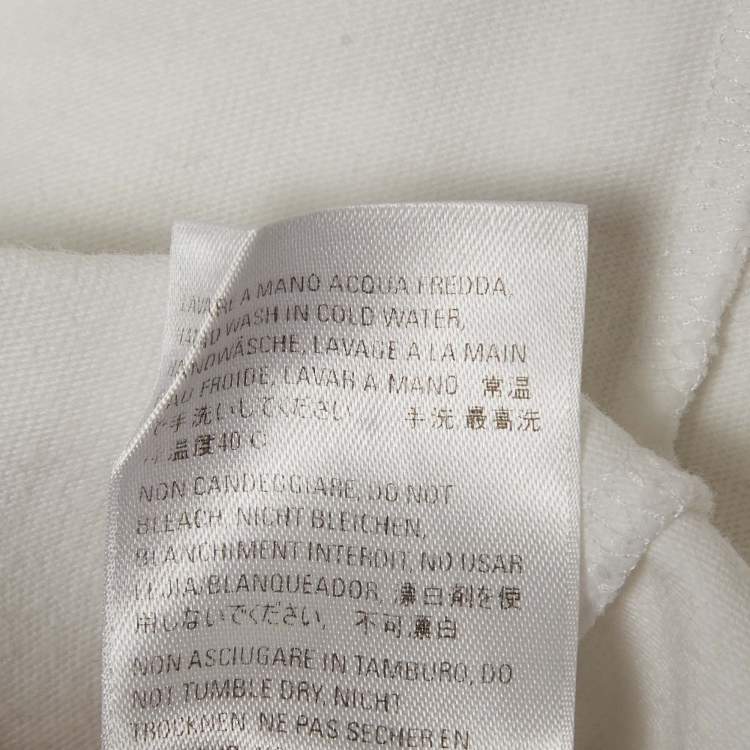 LAVARE A MANO ACQUA FREDDA,
HAND WASH IN COLD WATER,
HANDWÄSCHE, LAVAGE A LA MAIN
EAU FROIDE, LAVAR A MANO 常温
で手洗いしてください 手洗 最高洗
温度40℃
NON CANDEGGIARE, DO NOT
BLEACH, NICHT BLEICHEN,
BLANCHIMENT INTERDIT, NO USAR
LEJIA/BLANQUEADOR, 漂白剤を使
用しないでください, 不可漂白
NON ASCIUGARE IN TAMBURO, DO
NOT TUMBLE DRY, NICHT
TROCKNEN, NE PAS SECHER EN